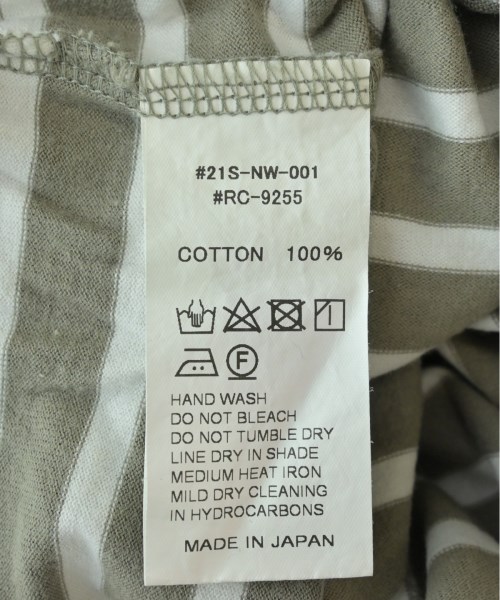 #21S-NW-001
#RC-9255
COTTON 100%
F
HAND WASH
DO NOT BLEACH
DO NOT TUMBLE DRY
LINE DRY IN SHADE
MEDIUM HEAT IRON
MILD DRY CLEANING
IN HYDROCARBONS
MADE IN JAPAN